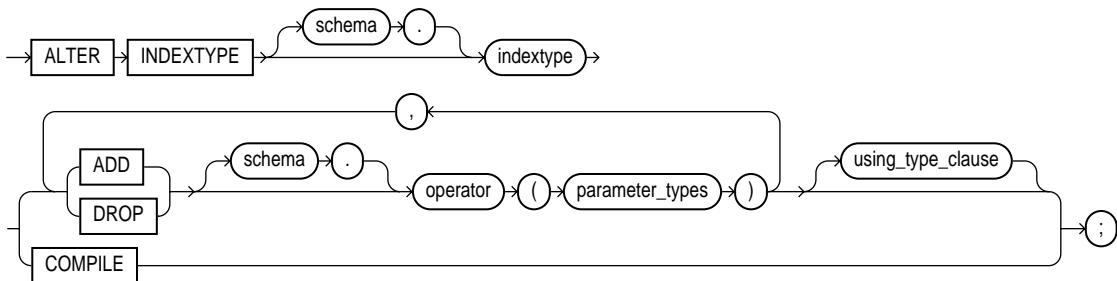 schema .
ALTER INDEXTYPE indextype
,
ADD schema . using_type_clause
operator ( parameter_types )
DROP ;
COMPILE